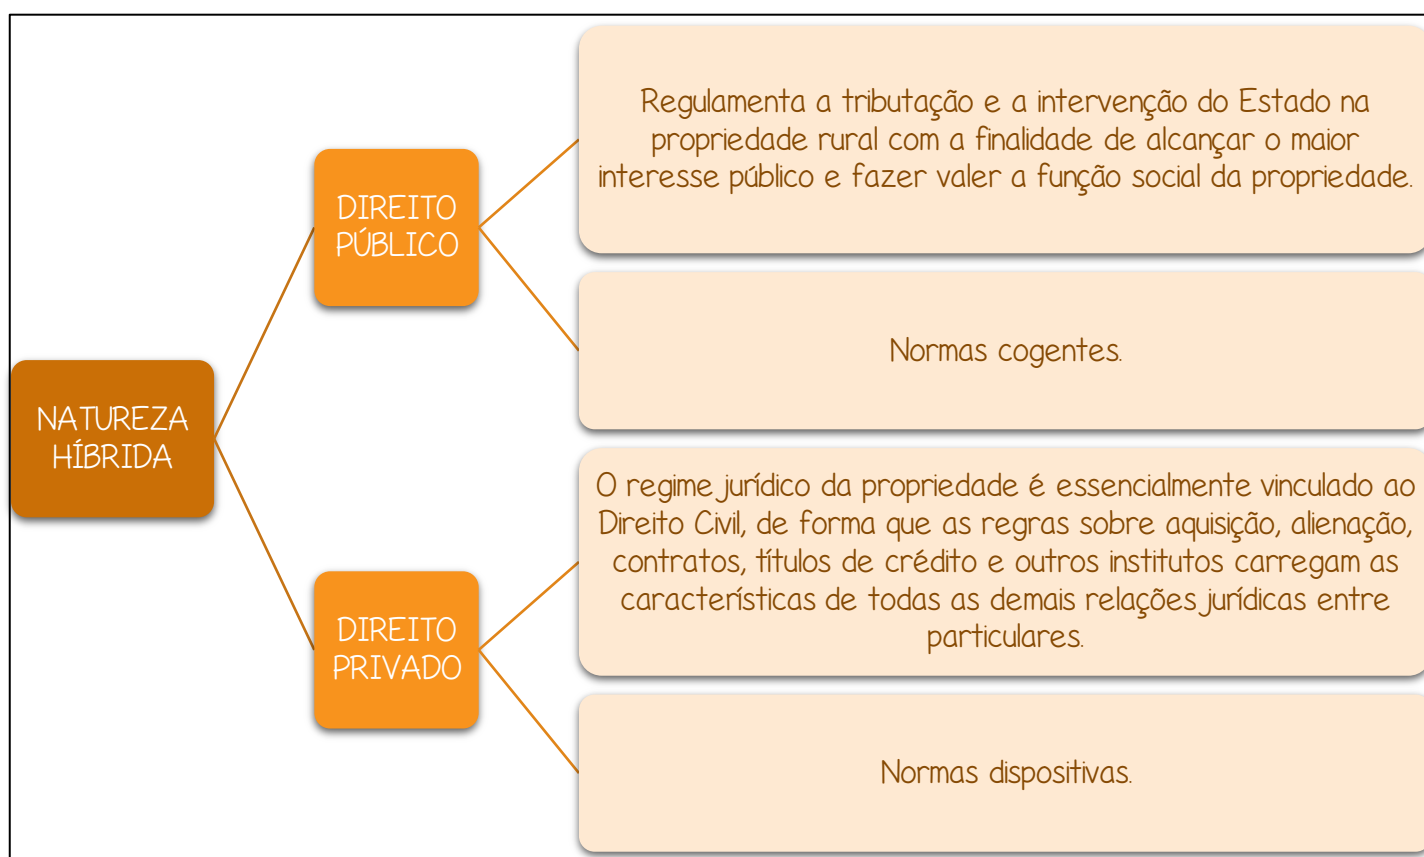 NATUREZA
HÍBRIDA
DIREITO
PÚBLICO
Regulamenta a tributação e a intervenção do Estado na
propriedade rural com a finalidade de alcançar o maior
interesse público e fazer valer a função social da propriedade.
Normas cogentes.
DIREITO
PRIVADO
O regime jurídico da propriedade é essencialmente vinculado ao
Direito Civil, de forma que as regras sobre aquisição, alienação,
contratos, títulos de crédito e outros institutos carregam as
características de todas as demais relações jurídicas entre
particulares.
Normas dispositivas.